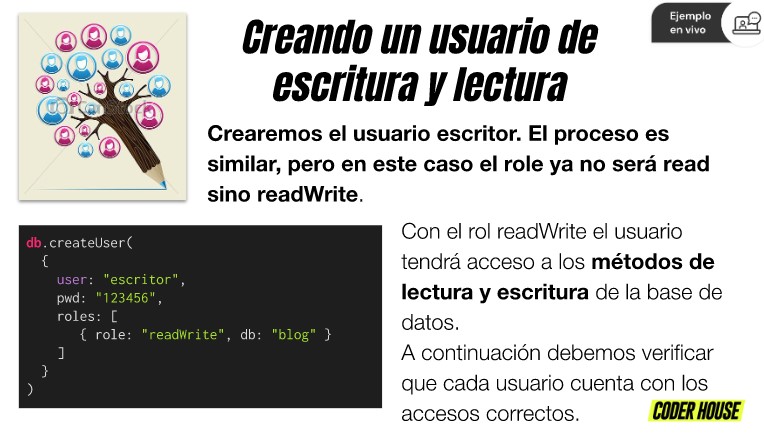 Ejemplo
en vivo
Creando un usuario de
escritura y lectura
Crearemos el usuario escritor. El proceso es
similar, pero en este caso el role ya no será read
sino readWrite.
db.createUser(
{
user: "escritor",
pwd: "123456",
roles: [
{ role: "readWrite", db: "blog" }
]
}
)
Con el rol readWrite el usuario
tendrá acceso a los métodos de
lectura y escritura de la base de
datos.
A continuación debemos verificar
que cada usuario cuenta con los
accesos correctos.
CODER HOUSE